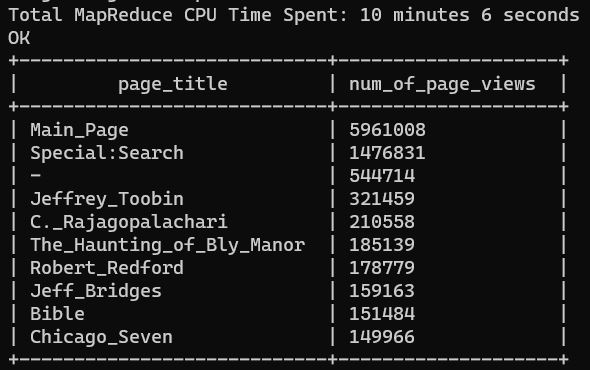 Total MapReduce CPU Time Spent: 10 minutes 6 seconds
OK
+-----------------------------+---------------------+
|         page_title          | num_of_page_views   |
+-----------------------------+---------------------+
| Main_Page                   | 5961008             |
| Special:Search              | 1476831             |
| -                           | 544714              |
| Jeffrey_Toobin              | 321459              |
| C._Rajagopalachari          | 210558              |
| The_Haunting_of_Bly_Manor   | 185139              |
| Robert_Redford              | 178779              |
| Jeff_Bridges                | 159163              |
| Bible                       | 151484              |
| Chicago_Seven               | 149966              |
+-----------------------------+---------------------+